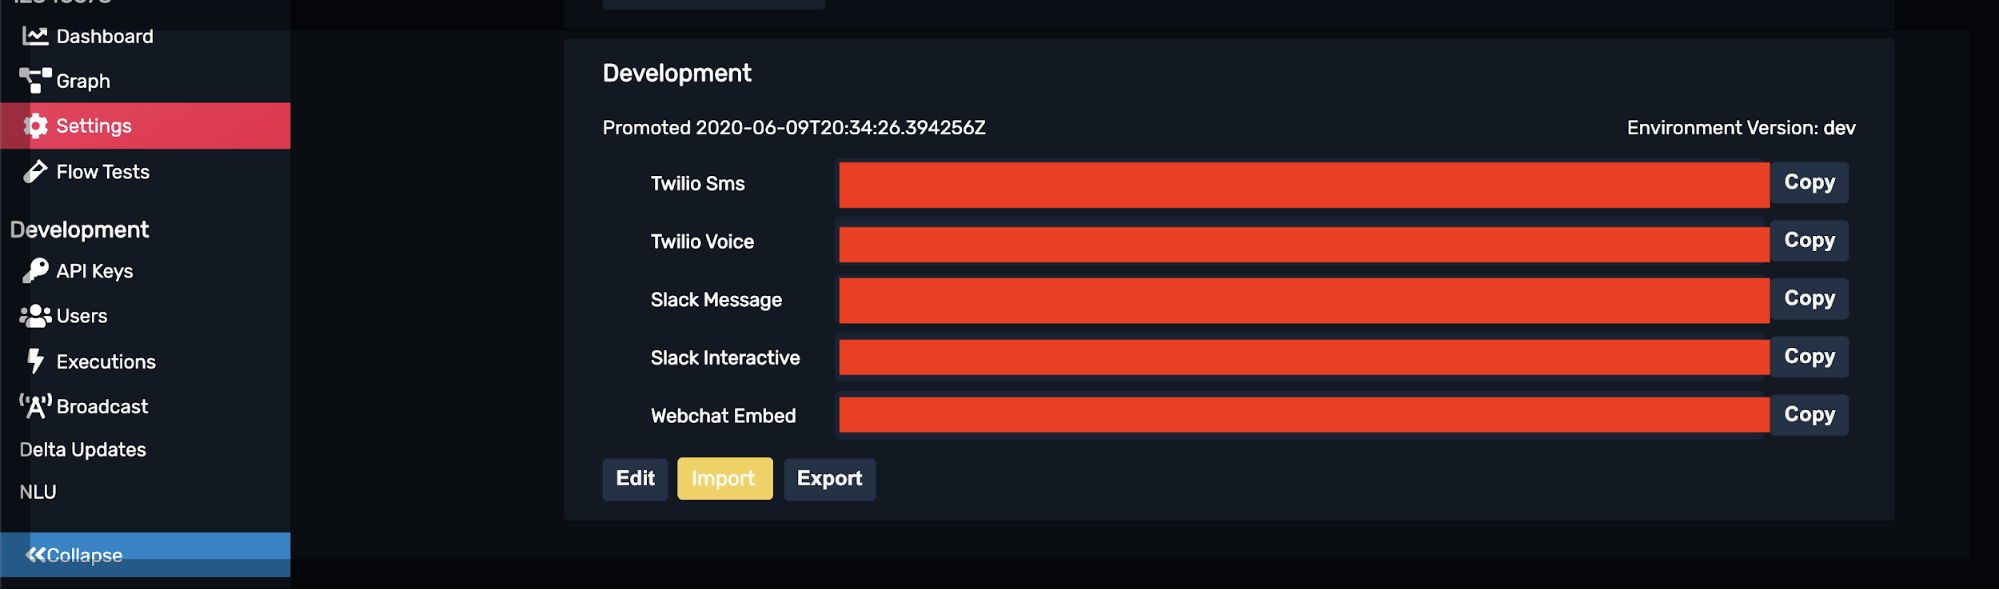 Dashboard
Graph
Settings
Flow Tests
Development
API Keys
Users
Executions
Broadcast
Delta Updates
NLU
Collapse
Development
Promoted 2020-06-09T20:34:26.394256Z
Environment Version: dev
Twilio Sms
Copy
Twilio Voice
Copy
Slack Message
Copy
Slack Interactive
Copy
Webchat Embed
Copy
Edit
Import
Export